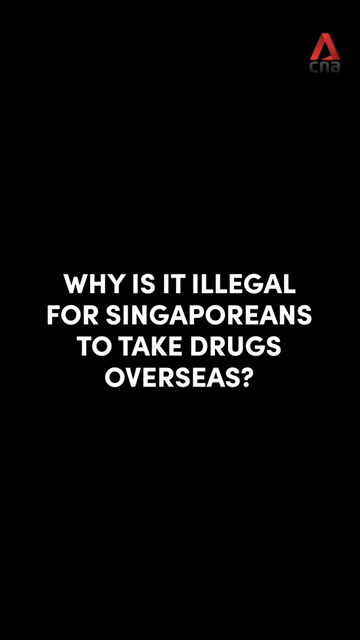 cna
WHY IS IT ILLEGAL
FOR SINGAPOREANS
TO TAKE DRUGS
OVERSEAS?